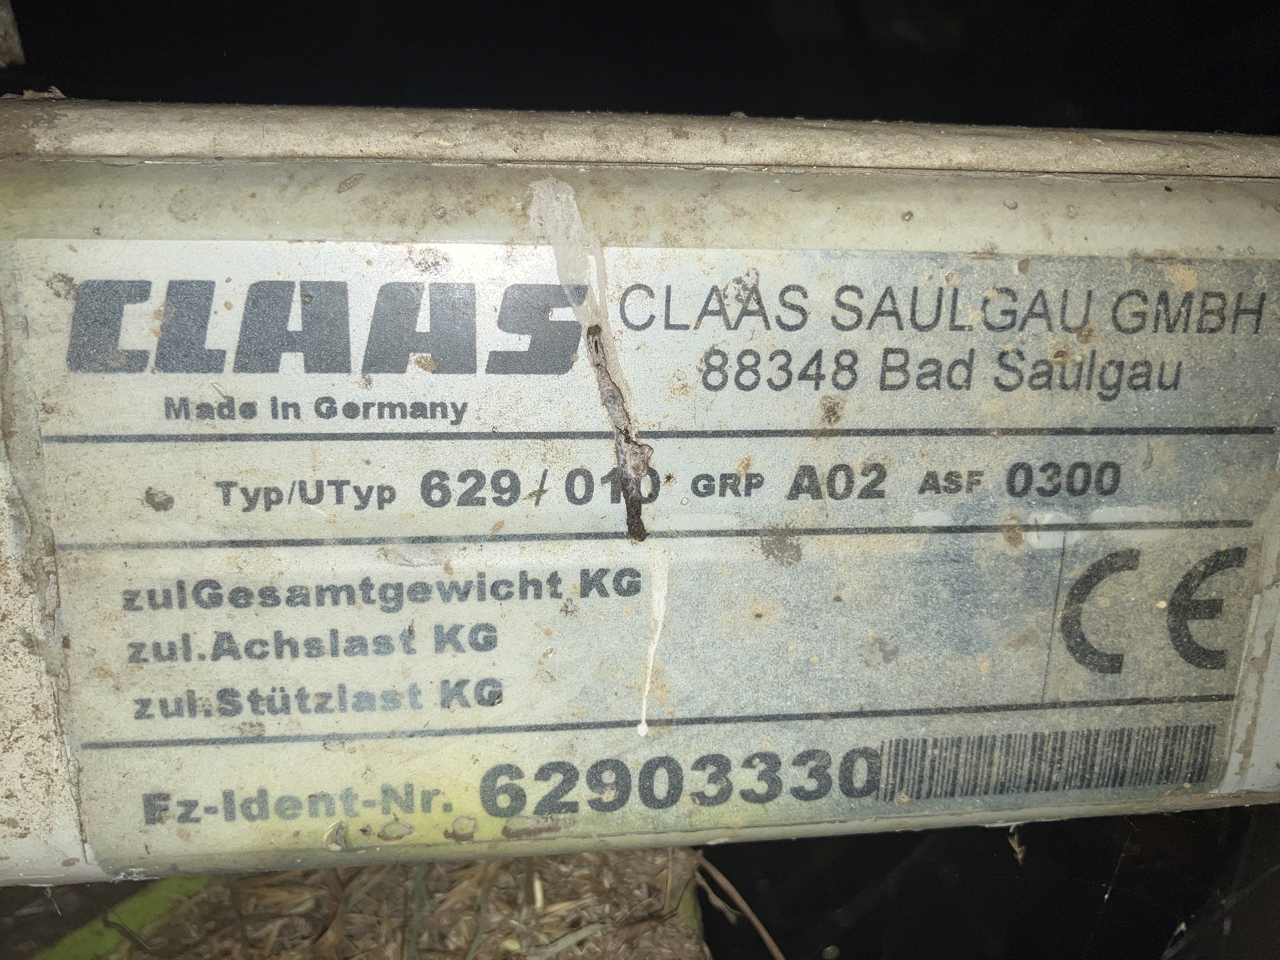 CLAAS
Made in Germany
CLAAS SAULGAU GMBH
88348 Bad Saulgau
Typ/UTyp 629 / 010 GRP A02 ASF 0300
zulGesamtgewicht KG
zul.Achslast KG
zul.Stützlast KG
CE
Fz-Ident-Nr. 62903330